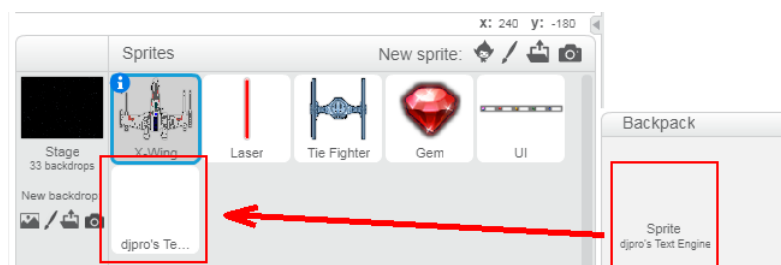 x: 240 y: -180
Sprites
New sprite:
X-Wing
Laser
Tie Fighter
Gem
UI
Stage
33 backdrops
New backdrop
djpro's Te...
Backpack
Sprite
djpro's Text Engine